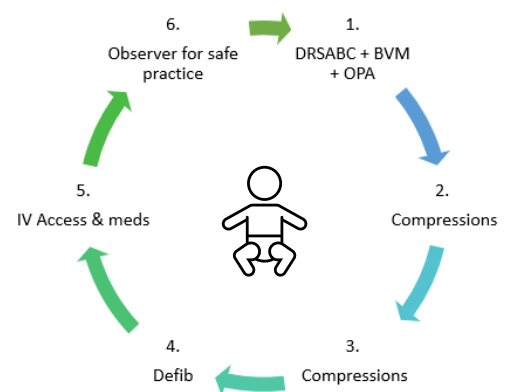 1.
DRSABC + BVM
+ OPA
2.
Compressions
3.
Compressions
4.
Defib
5.
IV Access & meds
6.
Observer for safe
practice